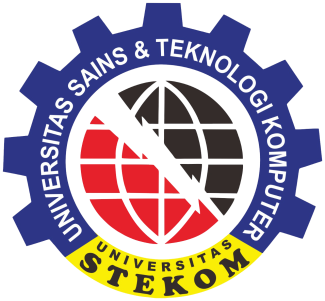 UNIVERSITAS SAINS & TEKNOLOGI KOMPUTER
UNIVERSITAS
STEKOM